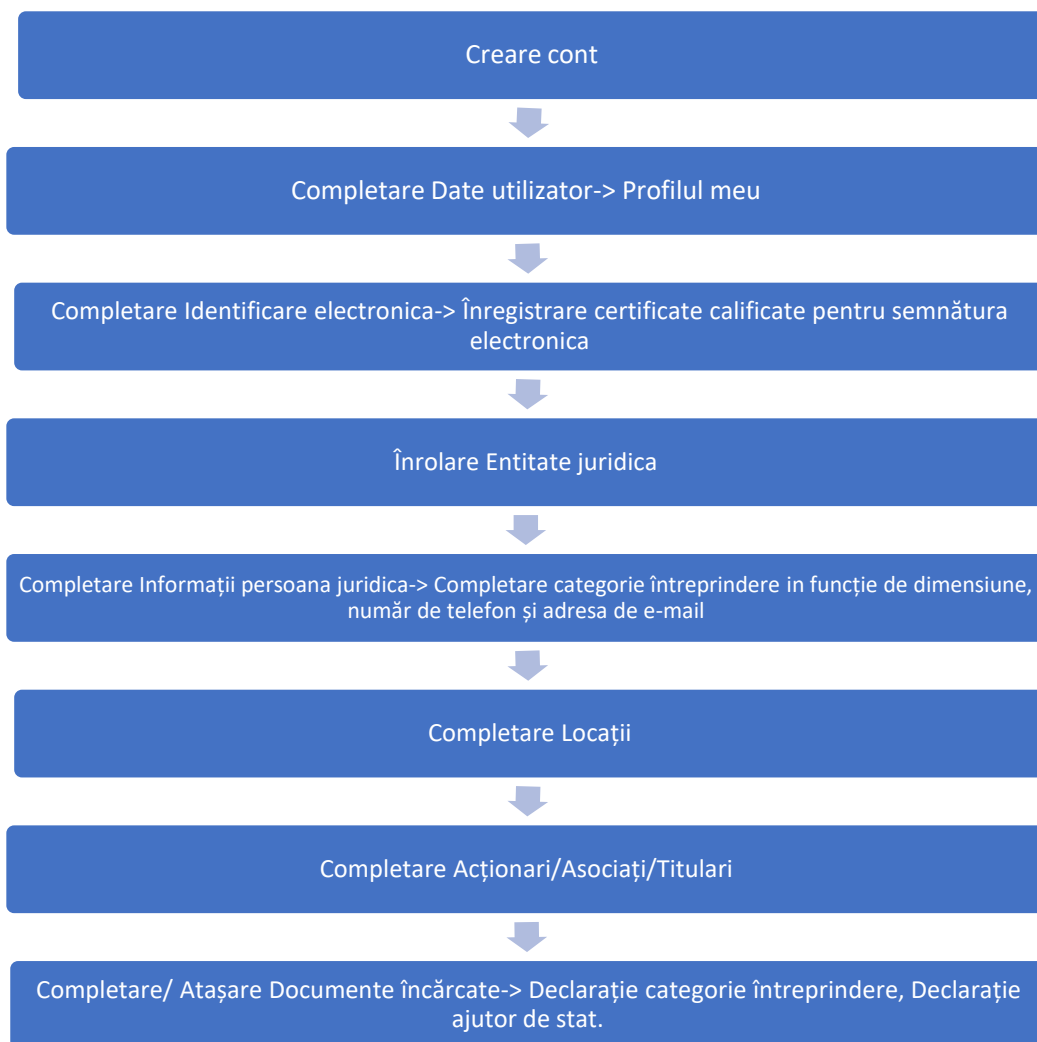 Creare cont
Completare Date utilizator-> Profilul meu
Completare Identificare electronica-> Înregistrare certificate calificate pentru semnătura
electronica
Înrolare Entitate juridica
Completare Informații persoana juridica-> Completare categorie întreprindere in funcție de dimensiune,
număr de telefon și adresa de e-mail
Completare Locații
Completare Acționari/Asociați/Titulari
Completare/ Atașare Documente încărcate-> Declarație categorie întreprindere, Declarație
ajutor de stat.